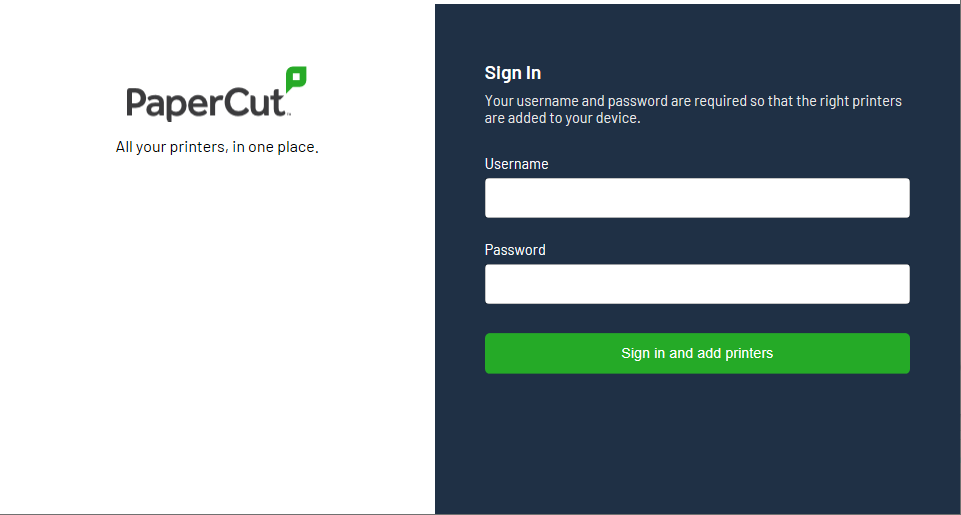 PaperCut™
All your printers, in one place.
Sign In
Your username and password are required so that the right printers
are added to your device.
Username
Password
Sign in and add printers